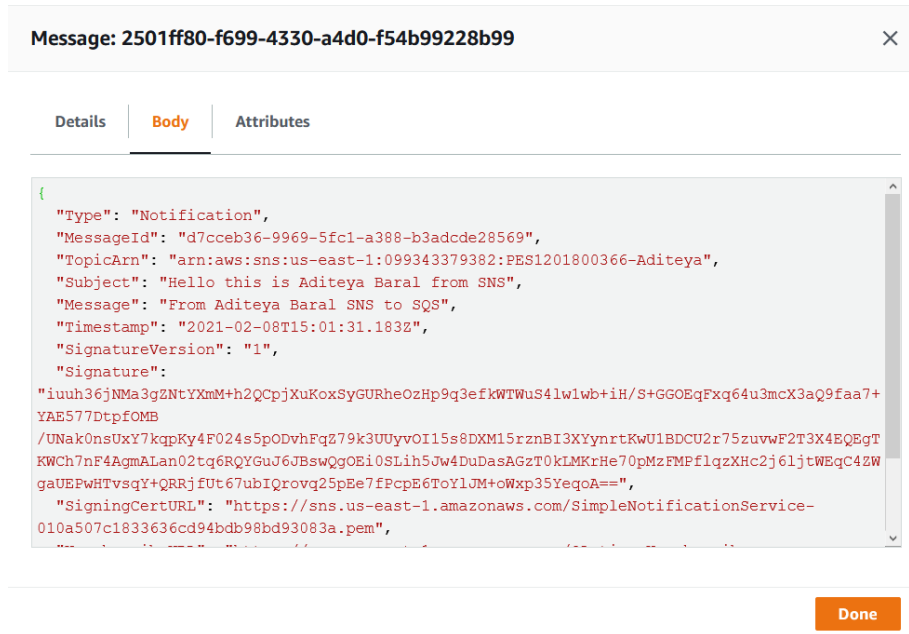 Message: 2501ff80-f699-4330-a4d0-f54b99228b99
Details
Body
Attributes
{
"Type": "Notification",
"MessageId": "d7cceb36-9969-5fc1-a388-b3adcde28569",
"TopicArn": "arn:aws:sns:us-east-1:099343379382:PES1201800366-Aditeya",
"Subject": "Hello this is Aditeya Baral from SNS",
"Message": "From Aditeya Baral SNS to SQS",
"Timestamp": "2021-02-08T15:01:31.183Z",
"SignatureVersion": "1",
"Signature":
"iuuh36jNMa3gZNtYXmM+h2QCpjXuKoxSyGURheOzHp9q3efkWTWuS4lwlwb+iH/S+GGOEqFxq64u3mcX3aQ9faa7+
YAE577DtpfOMB
/UNak0nsUxY7kqpKy4F024s5pODvhFqZ79k3UUyvOI15s8DXM15rznBI3XYynrtKwU1BDCU2r75zuvwF2T3X4EQEgT
KWCh7nF4AgmALan02tq6RQYGuJ6JBswQgOEi0SLih5Jw4DuDasAGzT0kLMKrHe70pMzFMPflqzXHc2j6ljtWEqC4ZW
gaUEPwHTvsqY+QRRjfUt67ubIQrovq25pEe7fPcpE6ToYlJM+oWxp35YeqoA==",
"SigningCertURL": "https://sns.us-east-1.amazonaws.com/SimpleNotificationService-
010a507c1833636cd94bdb98bd93083a.pem",
Done